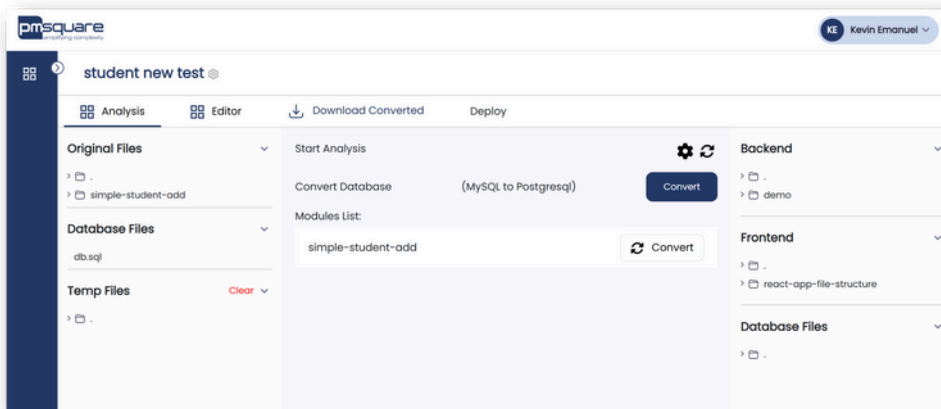 pmsquare
simplifying complexity
KE Kevin Emanuel
student new test
Analysis Editor Download Converted Deploy
Original Files
.
simple-student-add
Database Files
db.sql
Temp Files Clear
.
Start Analysis
Convert Database (MySQL to Postgresql) Convert
Modules List:
simple-student-add Convert
Backend
.
demo
Frontend
.
react-app-file-structure
Database Files
.